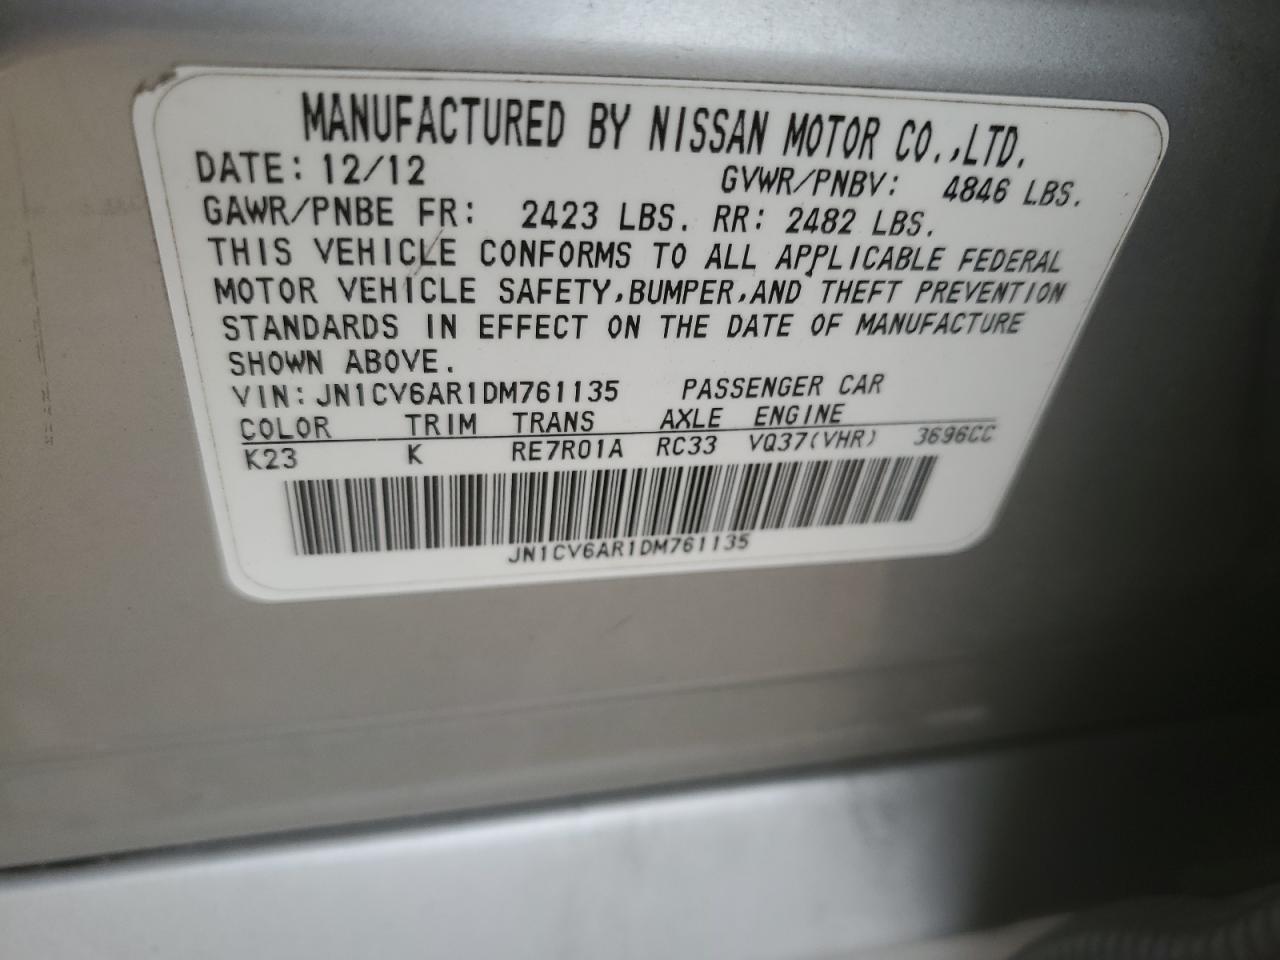 MANUFACTURED BY NISSAN MOTOR CO.,LTD.
DATE: 12/12 GVWR/PNBV: 4846 LBS.
GAWR/PNBE FR: 2423 LBS. RR: 2482 LBS.
THIS VEHICLE CONFORMS TO ALL APPLICABLE FEDERAL
MOTOR VEHICLE SAFETY,BUMPER,AND THEFT PREVENTION
STANDARDS IN EFFECT ON THE DATE OF MANUFACTURE
SHOWN ABOVE.
VIN: JN1CV6AR1DM761135 PASSENGER CAR
COLOR TRIM TRANS AXLE ENGINE
K23 K RE7R01A RC33 VQ37(VHR) 3696CC
JN1CV6AR1DM761135